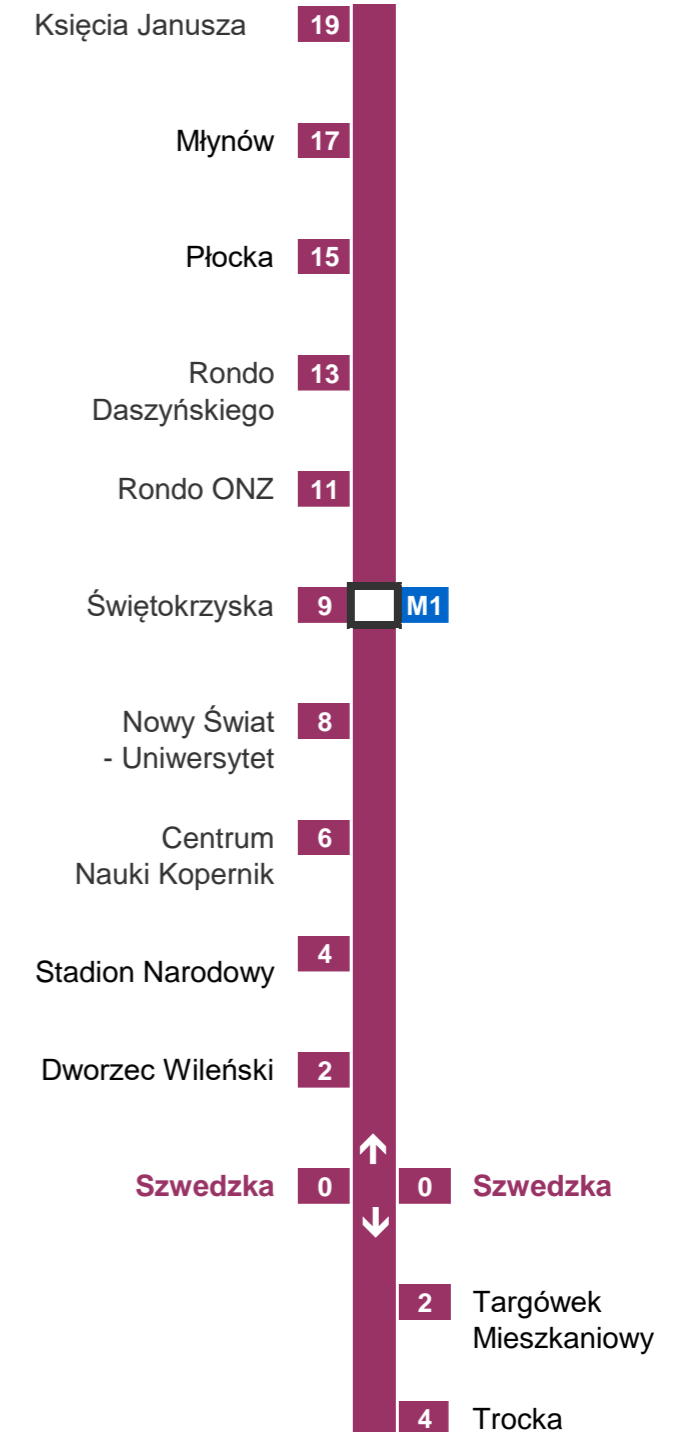 Księcia Janusza 19
Młynów 17
Płocka 15
Rondo 13
Daszyńskiego
Rondo ONZ 11
Świętokrzyska 9 M1
Nowy Świat 8
- Uniwersytet
Centrum 6
Nauki Kopernik
4
Stadion Narodowy
Dworzec Wileński 2
Szwedzka 0 0 Szwedzka
2 Targówek
Mieszkaniowy
4 Trocka